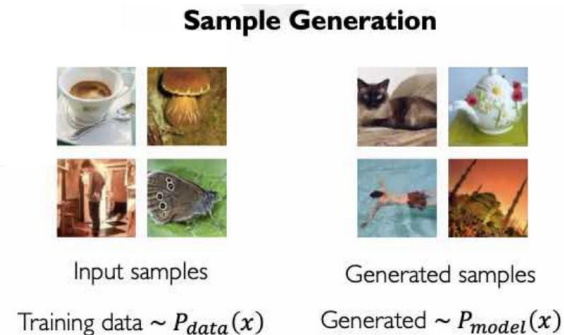 Sample Generation
Input samples
Generated samples
Training data ~ P_data(x)
Generated ~ P_model(x)